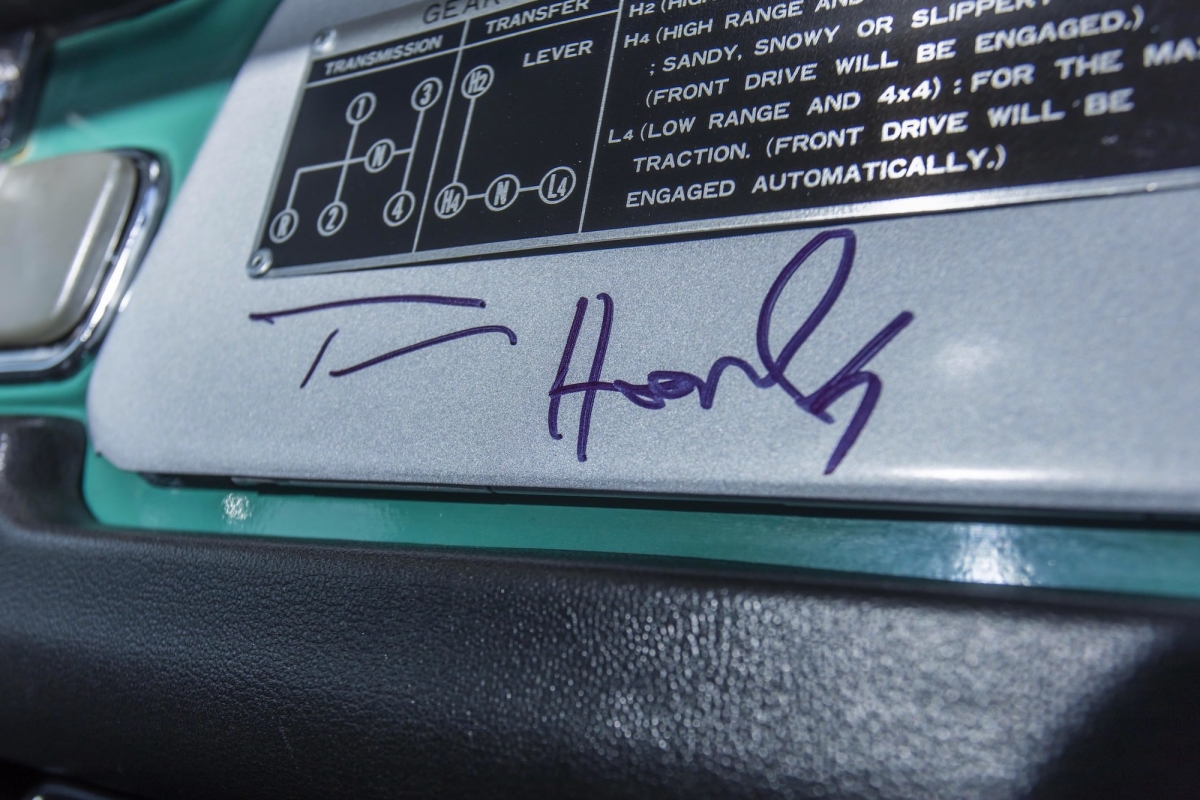 GEAR
TRANSMISSION
TRANSFER
LEVER
1 3
N
R 2 4
H2
H4 N L4
H2 (HIGH
H4 (HIGH RANGE AND
; SANDY, SNOWY OR SLIPPERY
(FRONT DRIVE WILL BE ENGAGED.)
L4 (LOW RANGE AND 4x4) : FOR THE
TRACTION. (FRONT DRIVE WILL BE
ENGAGED AUTOMATICALLY.)